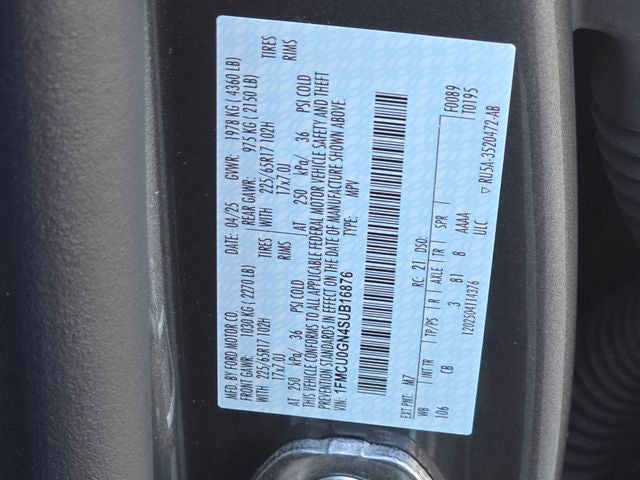 MFD. BY FORD MOTOR CO.
DATE: 04/25 GVWR: 1978 KG ( 4360 LB)
FRONT GAWR: 1030 KG ( 2270 LB) REAR GAWR: 975 KG ( 2150 LB)
WITH 225/65R17 102H TIRES WITH 225/65R17 102H TIRES
17x7.0J RIMS 17x7.0J RIMS
AT 250 kPa/ 36 PSI COLD AT 250 kPa/ 36 PSI COLD
THIS VEHICLE CONFORMS TO ALL APPLICABLE FEDERAL MOTOR VEHICLE SAFETY AND THEFT
PREVENTION STANDARDS IN EFFECT ON THE DATE OF MANUFACTURE SHOWN ABOVE.
VIN: 1FMCU0GN4SUB16876 TYPE: MPV
F0089
T0195
EXT PNT: M7 RC: 21 DSO:
WB INT TR TP/PS R AXLE TR SPR
106 CB 3 81 8 AAAA
ULC
1202504114376
▽ RU5A-3520472-AB